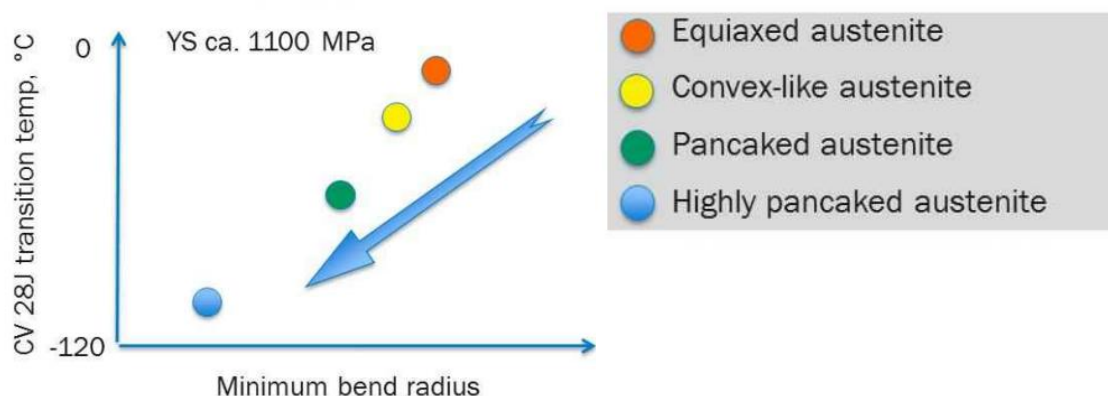 0
YS ca. 1100 MPa
CV 28J transition temp, °C
-120
Minimum bend radius
Equiaxed austenite
Convex-like austenite
Pancaked austenite
Highly pancaked austenite